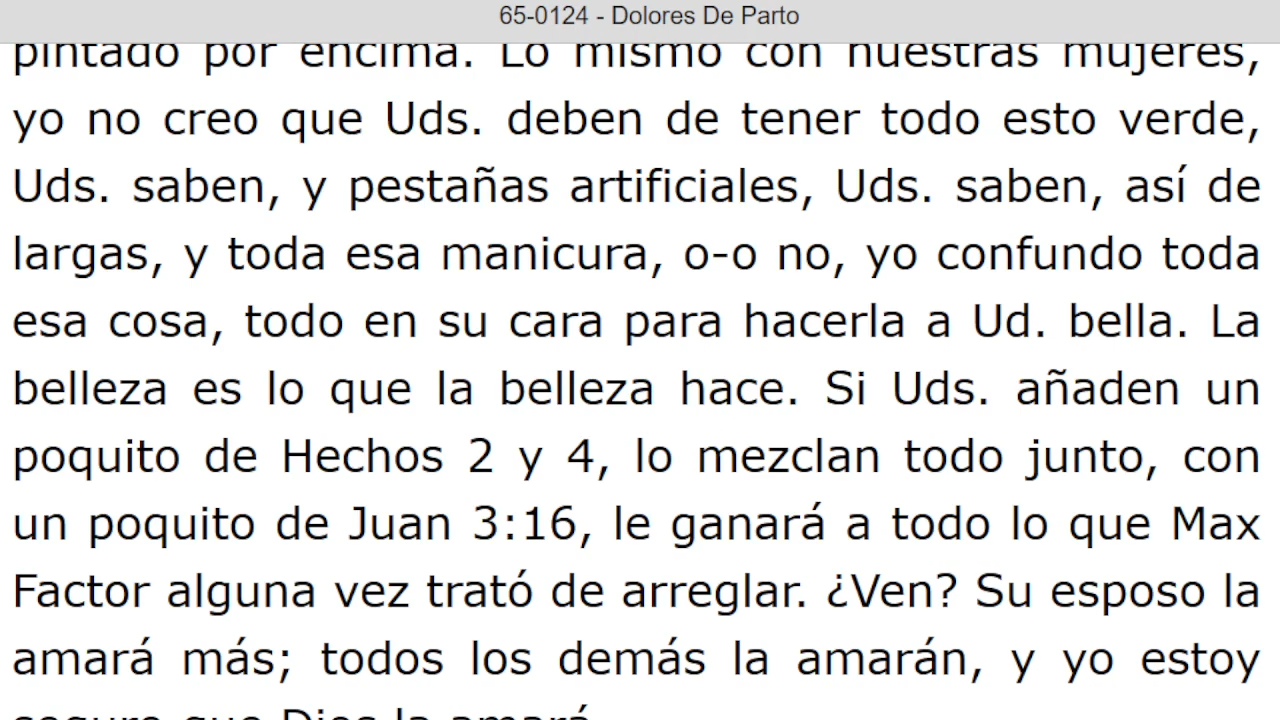 65-0124 - Dolores De Parto
pintado por encima. Lo mismo con nuestras mujeres,
yo no creo que Uds. deben de tener todo esto verde,
Uds. saben, y pestañas artificiales, Uds. saben, así de
largas, y toda esa manicura, o-o no, yo confundo toda
esa cosa, todo en su cara para hacerla a Ud. bella. La
belleza es lo que la belleza hace. Si Uds. añaden un
poquito de Hechos 2 y 4, lo mezclan todo junto, con
un poquito de Juan 3:16, le ganará a todo lo que Max
Factor alguna vez trató de arreglar. ¿Ven? Su esposo la
amará más; todos los demás la amarán, y yo estoy
seguro que Dios la amará.